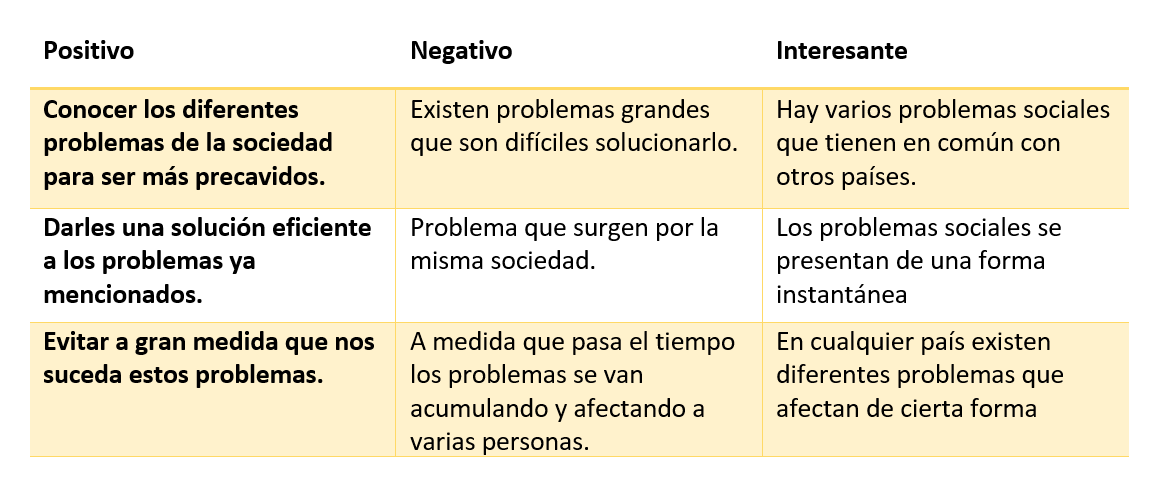 Positivo
Negativo
Interesante
Conocer los diferentes
problemas de la sociedad
para ser más precavidos.
Existen problemas grandes
que son difíciles solucionarlo.
Hay varios problemas sociales
que tienen en común con
otros países.
Darles una solución eficiente
a los problemas ya
mencionados.
Problema que surgen por la
misma sociedad.
Los problemas sociales se
presentan de una forma
instantánea
Evitar a gran medida que nos
suceda estos problemas.
A medida que pasa el tiempo
los problemas se van
acumulando y afectando a
varias personas.
En cualquier país existen
diferentes problemas que
afectan de cierta forma